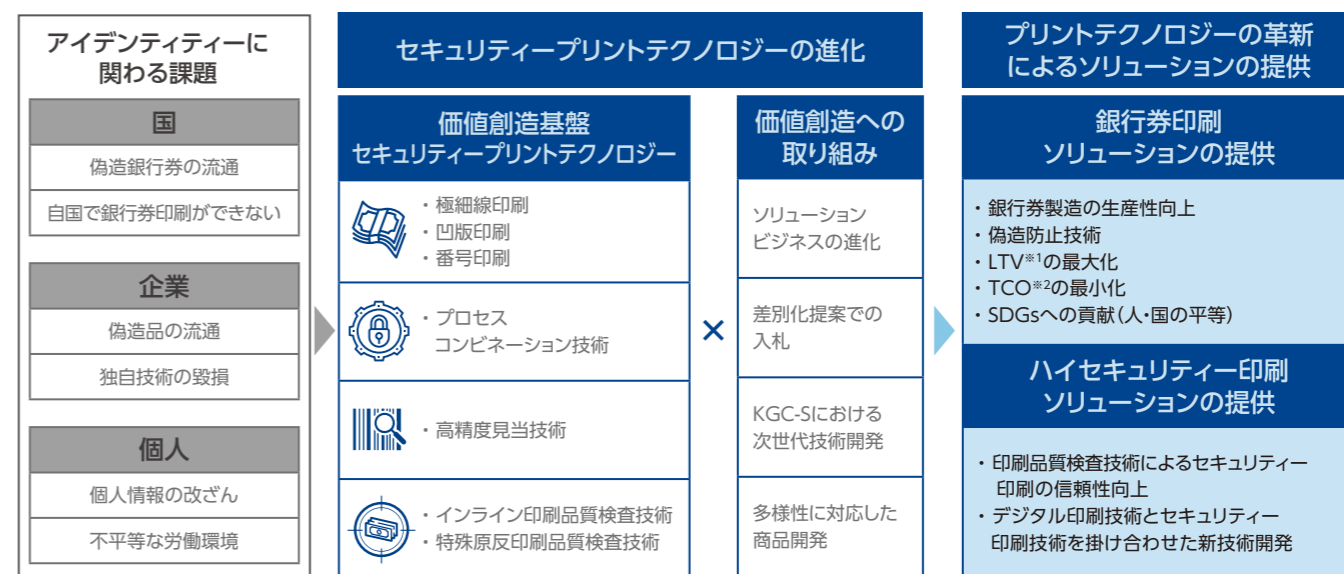 アイデンティティーに
関わる課題
国
偽造銀行券の流通
自国で銀行券印刷ができない
企業
偽造品の流通
独自技術の毀損
個人
個人情報の改ざん
不平等な労働環境
セキュリティープリントテクノロジーの進化
価値創造基盤
セキュリティープリントテクノロジー
・極細線印刷
・凹版印刷
・番号印刷
・プロセス
コンビネーション技術
・高精度見当技術
・インライン印刷品質検査技術
・特殊原反印刷品質検査技術
×
価値創造への
取り組み
ソリューション
ビジネスの進化
差別化提案での
入札
KGC-Sにおける
次世代技術開発
多様性に対応した
商品開発
プリントテクノロジーの革新
によるソリューションの提供
銀行券印刷
ソリューションの提供
・銀行券製造の生産性向上
・偽造防止技術
・LTV※1の最大化
・TCO※2の最小化
・SDGsへの貢献(人・国の平等)
ハイセキュリティー印刷
ソリューションの提供
・印刷品質検査技術によるセキュリティー
印刷の信頼性向上
・デジタル印刷技術とセキュリティー
印刷技術を掛け合わせた新技術開発